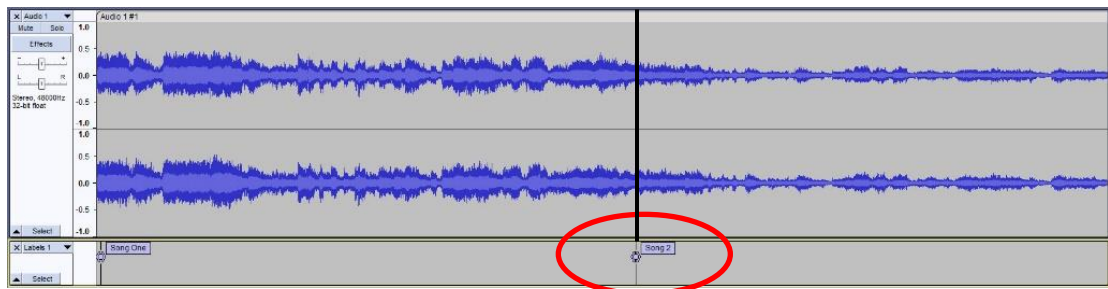 × Audio 1 ▼
Audio 1 #1
Mute Solo
Effects
- +
L R
Stereo, 48000Hz
32-bit float
▲ Select
1.0
0.5
0.0
-0.5
-1.0
1.0
0.5
0.0
-0.5
-1.0
× Labels 1 ▼
▲ Select
Song One
Song 2